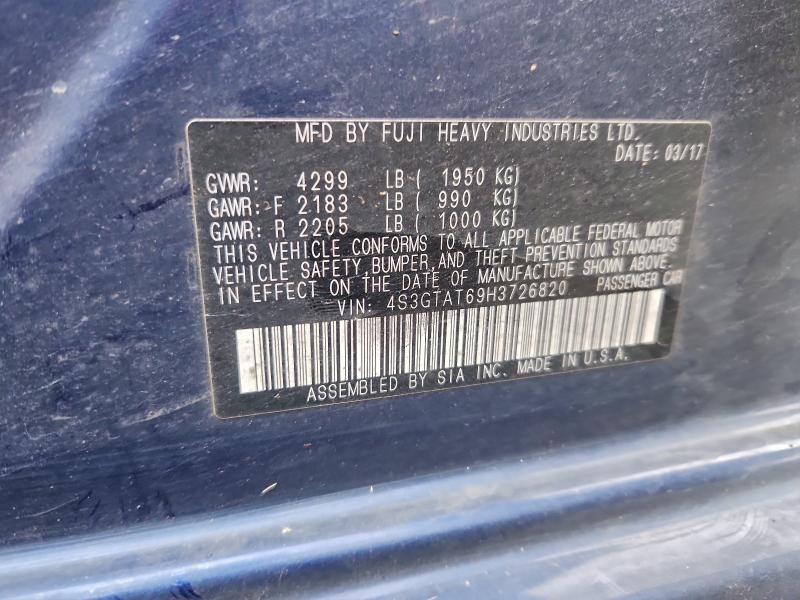 MFD BY FUJI HEAVY INDUSTRIES LTD.
DATE: 03/17
GVWR: 4299 LB ( 1950 KG)
GAWR: F 2183 LB ( 990 KG)
GAWR: R 2205 LB ( 1000 KG)
THIS VEHICLE CONFORMS TO ALL APPLICABLE FEDERAL MOTOR
VEHICLE SAFETY, BUMPER, AND THEFT PREVENTION STANDARDS
IN EFFECT ON THE DATE OF MANUFACTURE SHOWN ABOVE.
VIN: 4S3GTAT69H3726820 PASSENGER CAR
ASSEMBLED BY SIA INC. MADE IN U.S.A.